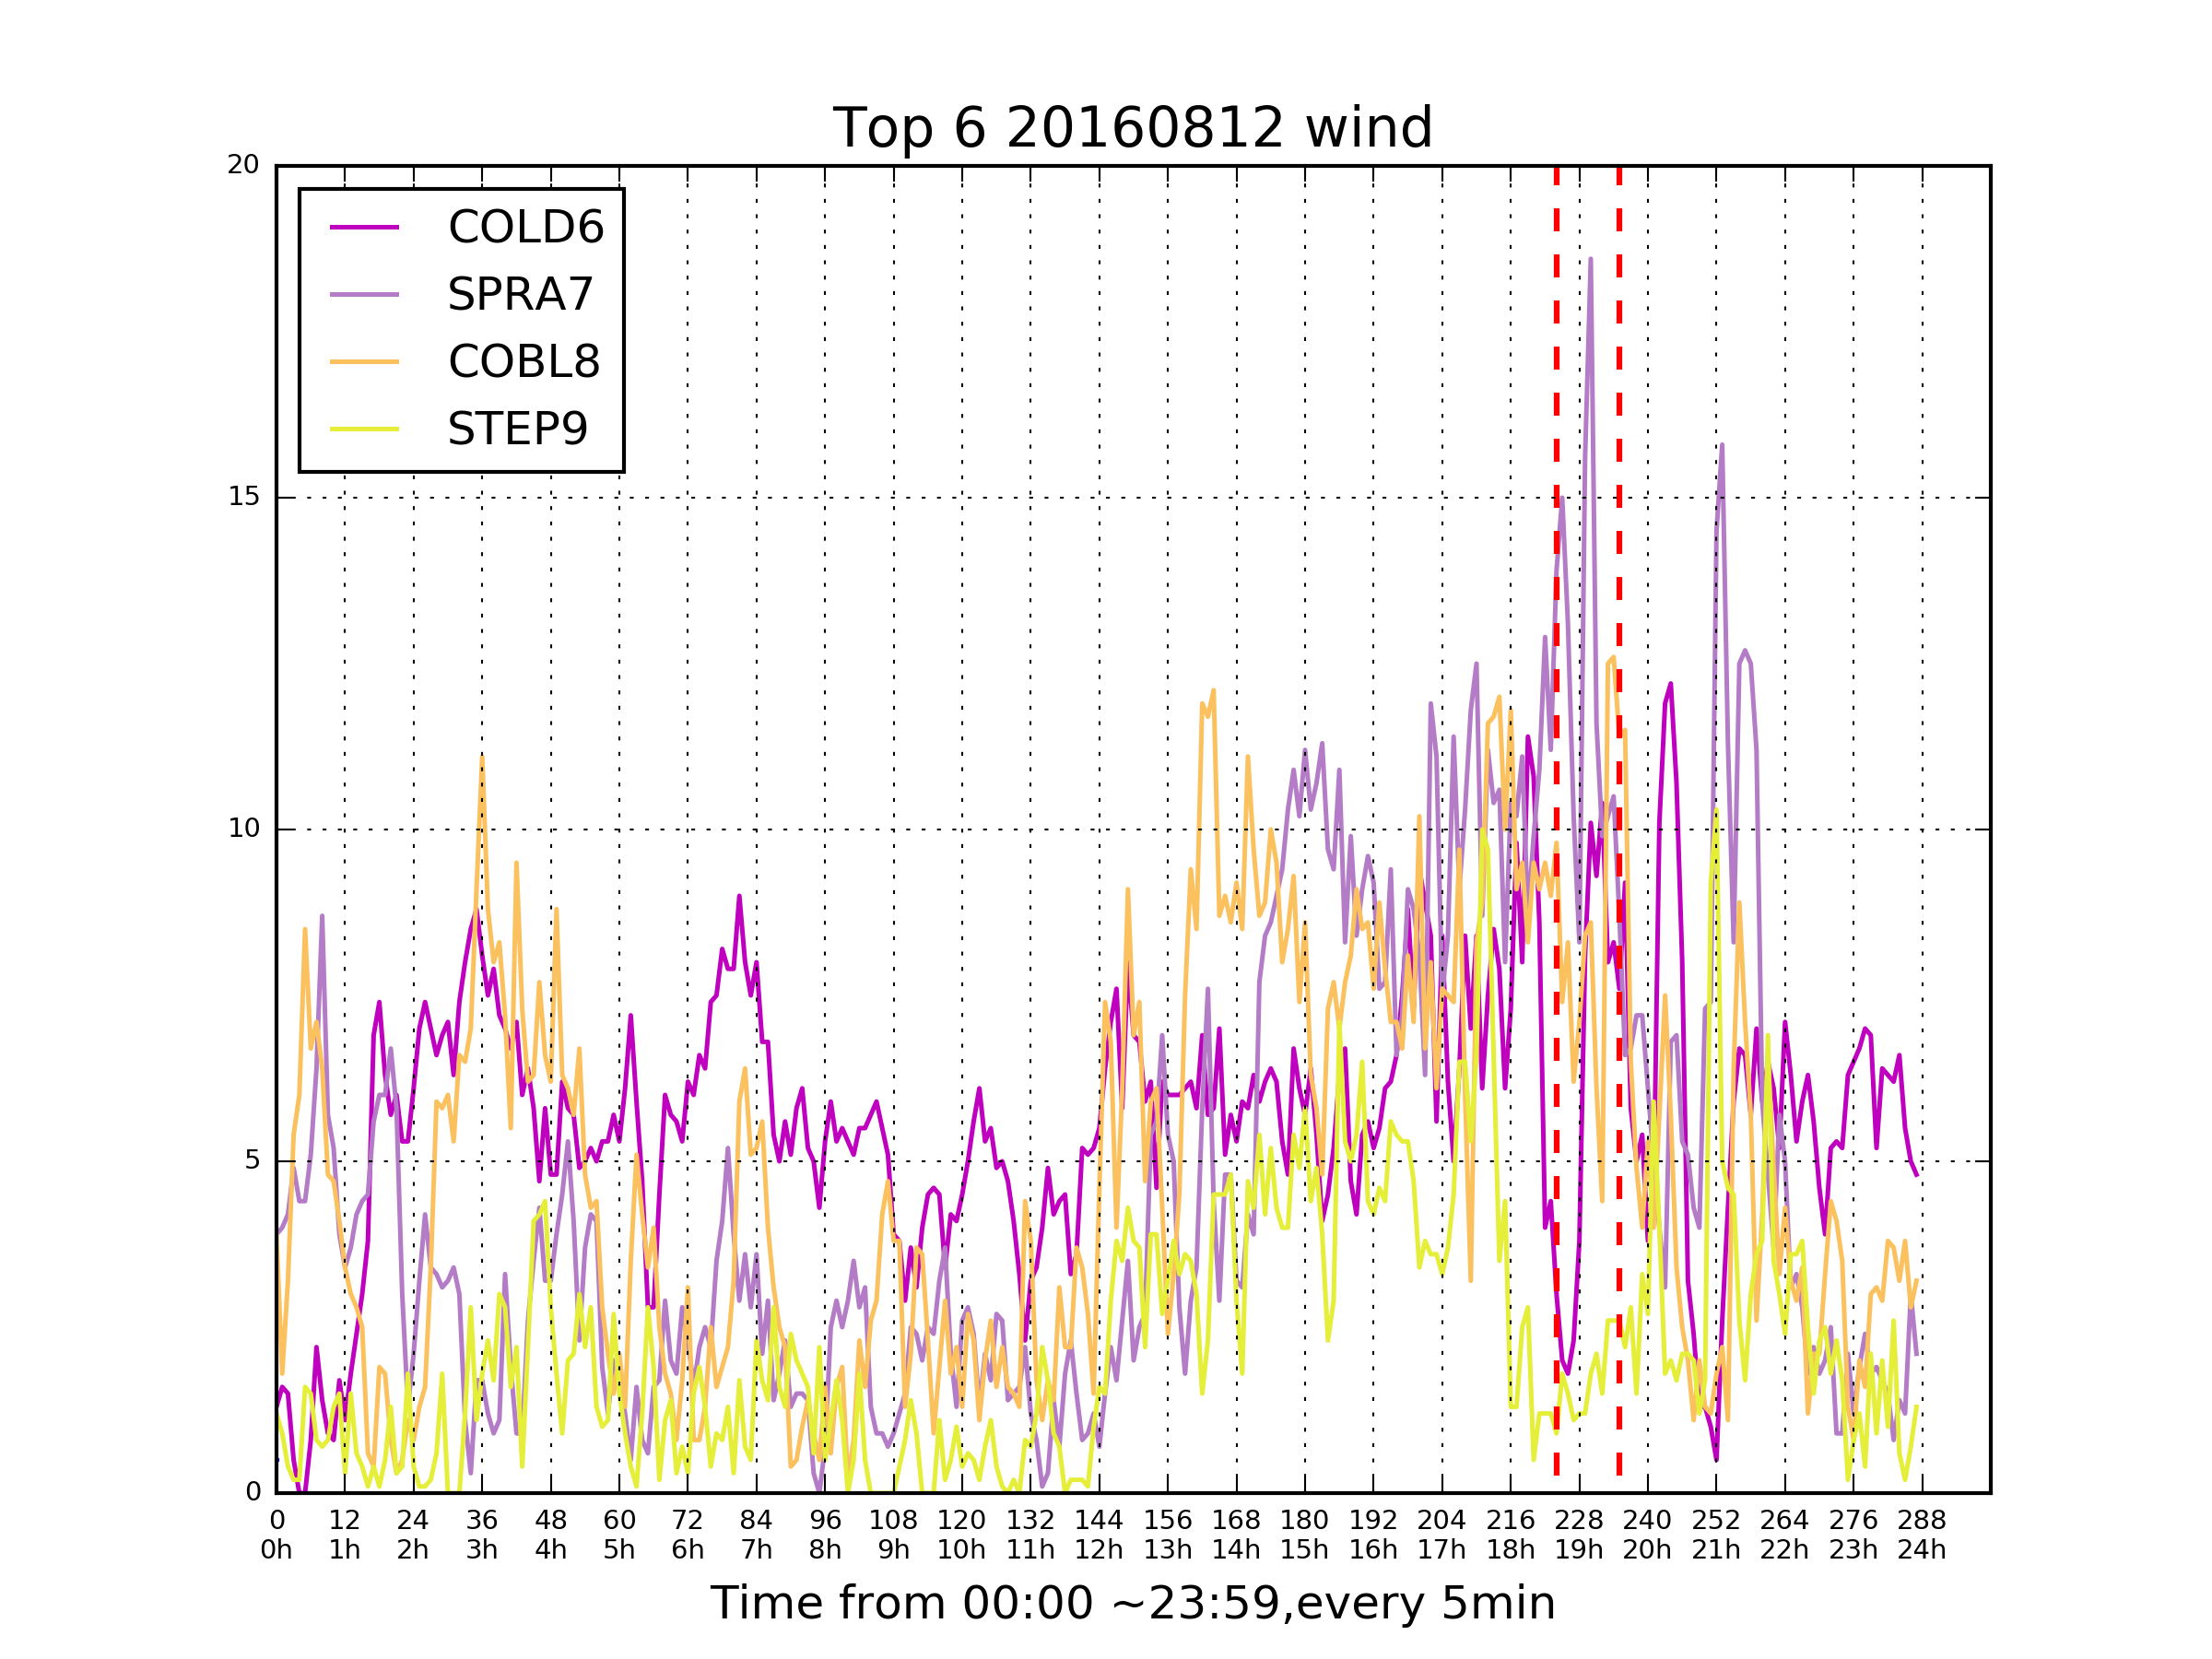 Top 6 20160812 wind
20
COLD6
SPRA7
COBL8
STEP9
15
10
5
0
0 12 24 36 48 60 72 84 96 108 120 132 144 156 168 180 192 204 216 228 240 252 264 276 288
0h 1h 2h 3h 4h 5h 6h 7h 8h 9h 10h 11h 12h 13h 14h 15h 16h 17h 18h 19h 20h 21h 22h 23h 24h
Time from 00:00 ~23:59,every 5min